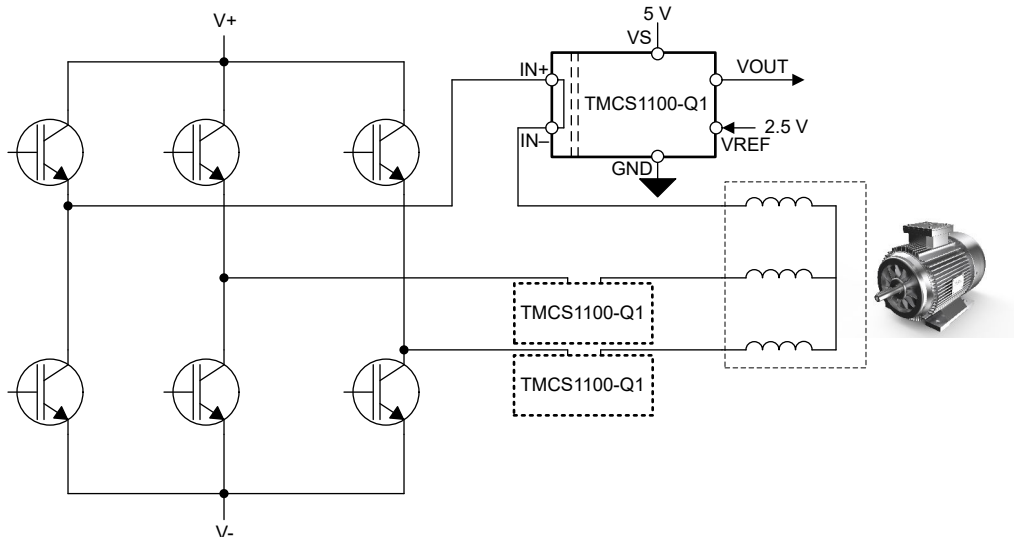 V+
5 V
VS
IN+
VOUT
TMCS1100-Q1
2.5 V
IN–
VREF
GND
TMCS1100-Q1
TMCS1100-Q1
V-